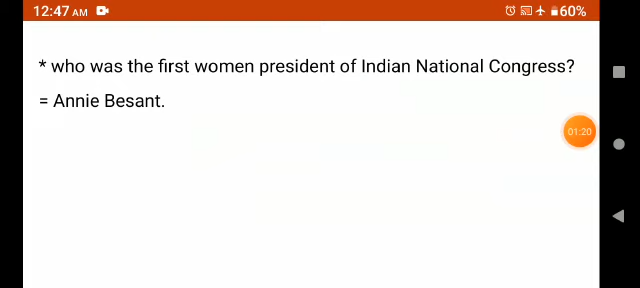 12:47 AM 60%
* who was the first women president of Indian National Congress?
= Annie Besant.
01:20